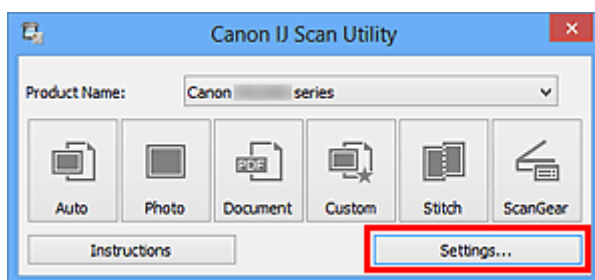 Canon IJ Scan Utility
Product Name: Canon series
PDF
Auto Photo Document Custom Stitch ScanGear
Instructions Settings...